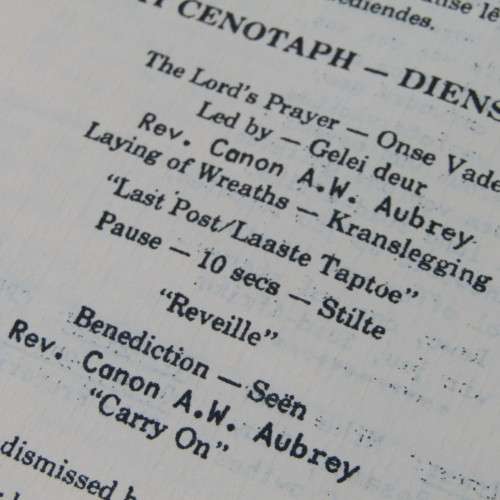 ediendes.
CENOTAPH — DIENS
The Lord's Prayer — Onse Vade
Led by — Gelei deur
Rev. Canon A.W. Aubrey
Laying of Wreaths — Kranslegging
"Last Post/Laaste Taptoe"
Pause — 10 secs — Stilte
"Reveille"
Benediction — Seën
Rev. Canon A.W. Aubrey
"Carry On"
dismissed b